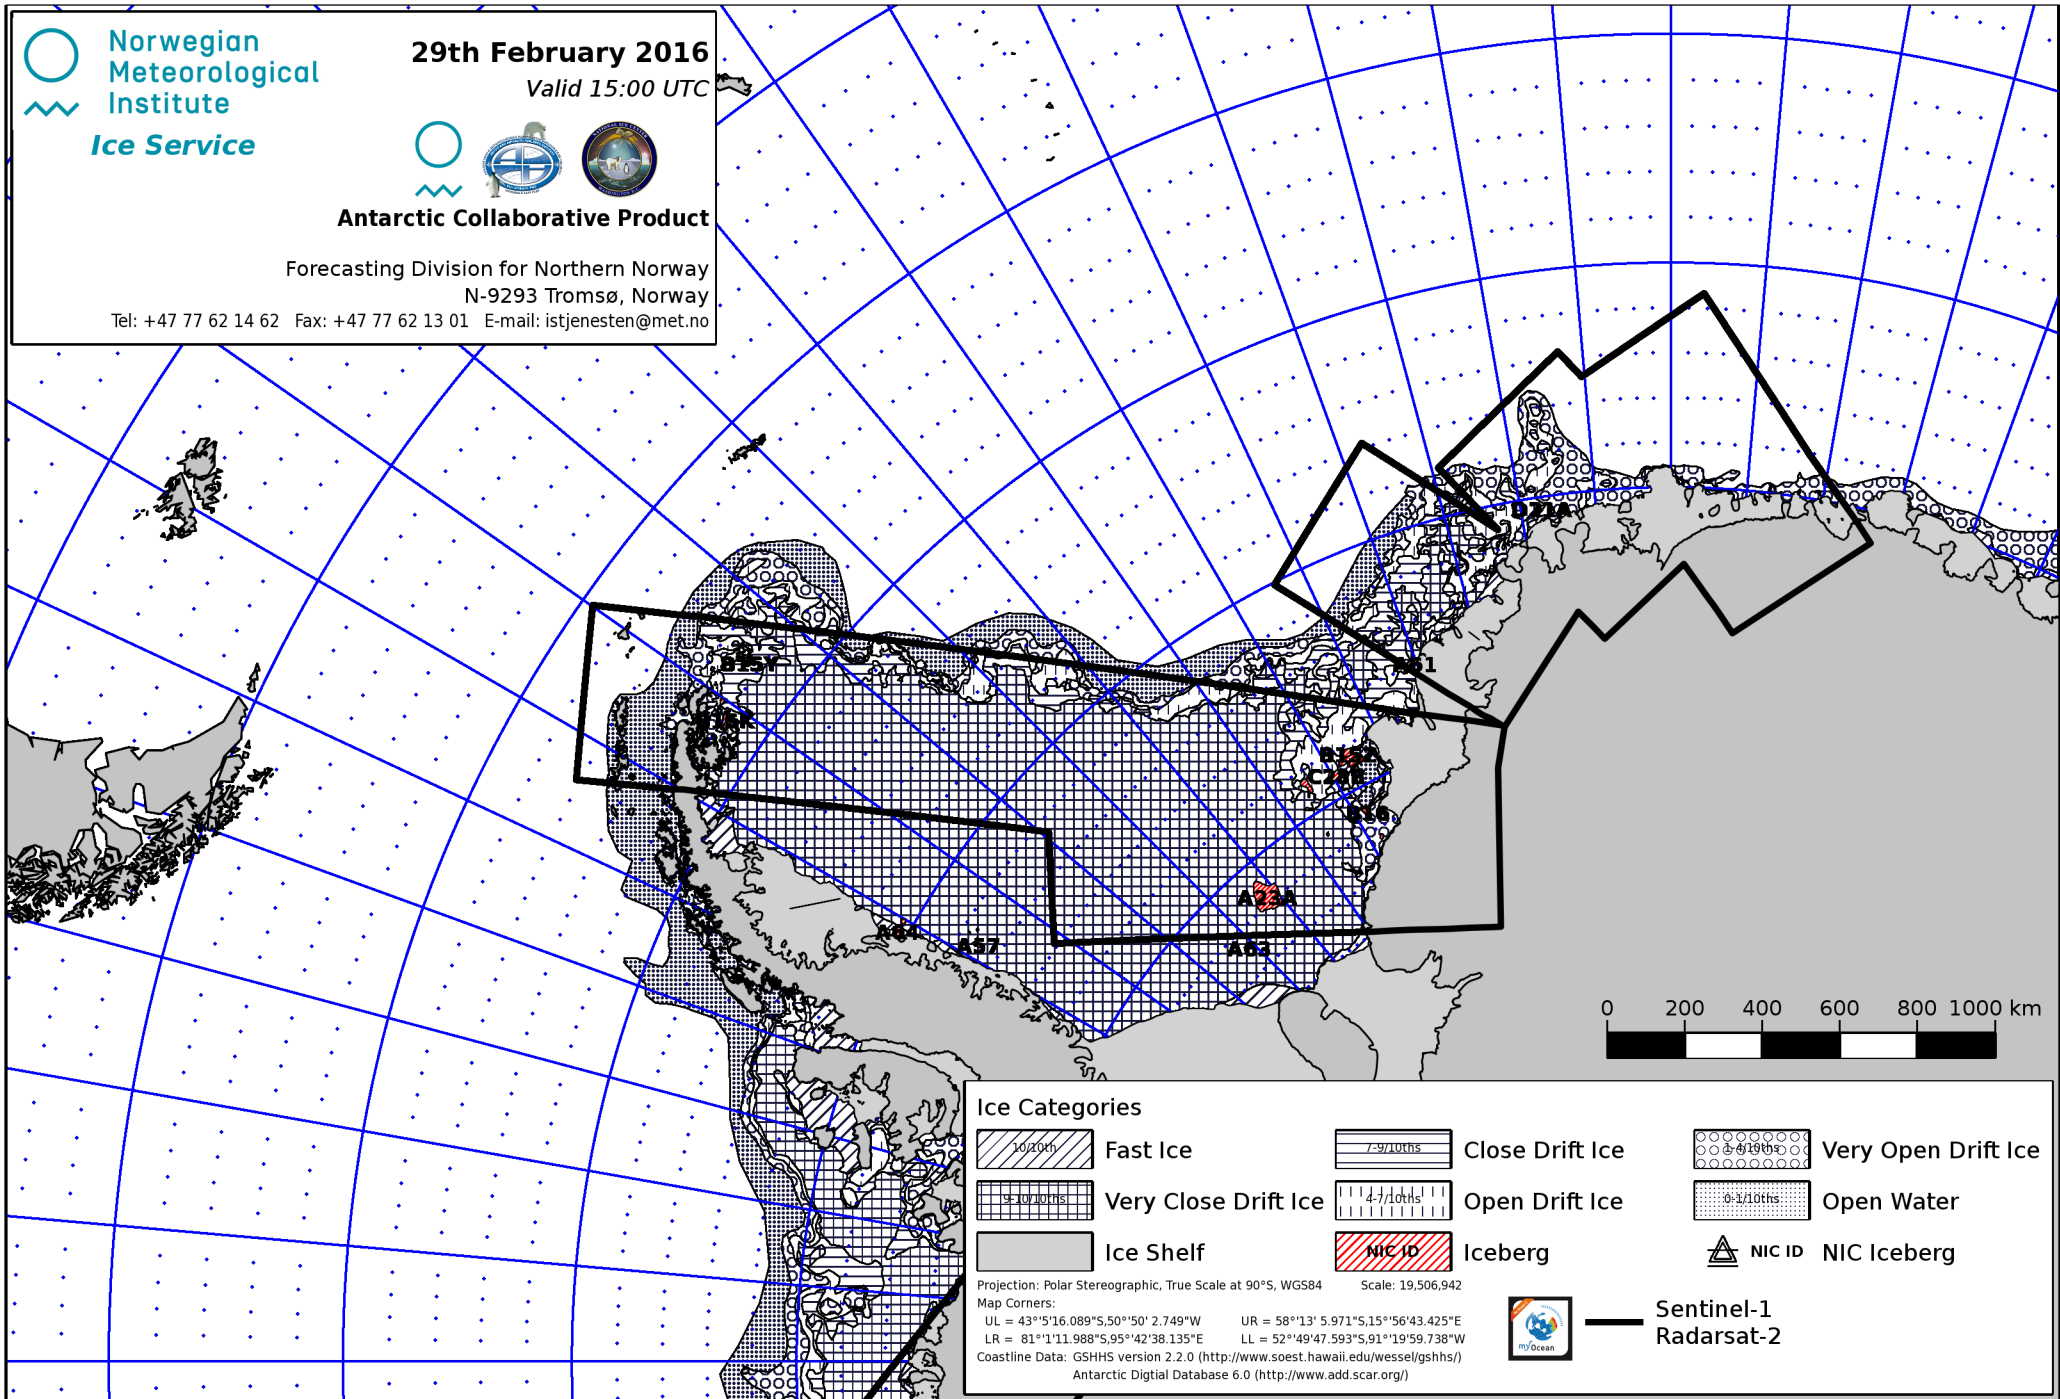 Norwegian
Meteorological
Institute
Ice Service
29th February 2016
Valid 15:00 UTC
Antarctic Collaborative Product
Forecasting Division for Northern Norway
N-9293 Tromsø, Norway
Tel: +47 77 62 14 62 Fax: +47 77 62 13 01 E-mail: istjenesten@met.no
D21A
B15Y
A61
B16
A23A
A64
A57
A63
0 200 400 600 800 1000 km
Ice Categories
10/10th Fast Ice 7-9/10ths Close Drift Ice 1-4/10ths Very Open Drift Ice
9-10/10ths Very Close Drift Ice 4-7/10ths Open Drift Ice 0-1/10ths Open Water
Ice Shelf NIC ID Iceberg NIC ID NIC Iceberg
Projection: Polar Stereographic, True Scale at 90°S, WGS84 Scale: 19,506,942
Map Corners:
UL = 43°'5'16.089"S,50°'50' 2.749"W UR = 58°'13' 5.971"S,15°'56'43.425"E
LR = 81°'1'11.988"S,95°'42'38.135"E LL = 52°'49'47.593"S,91°'19'59.738"W
Coastline Data: GSHHS version 2.2.0 (http://www.soest.hawaii.edu/wessel/gshhs/)
Antarctic Digtial Database 6.0 (http://www.add.scar.org/)
myOcean
Sentinel-1
Radarsat-2